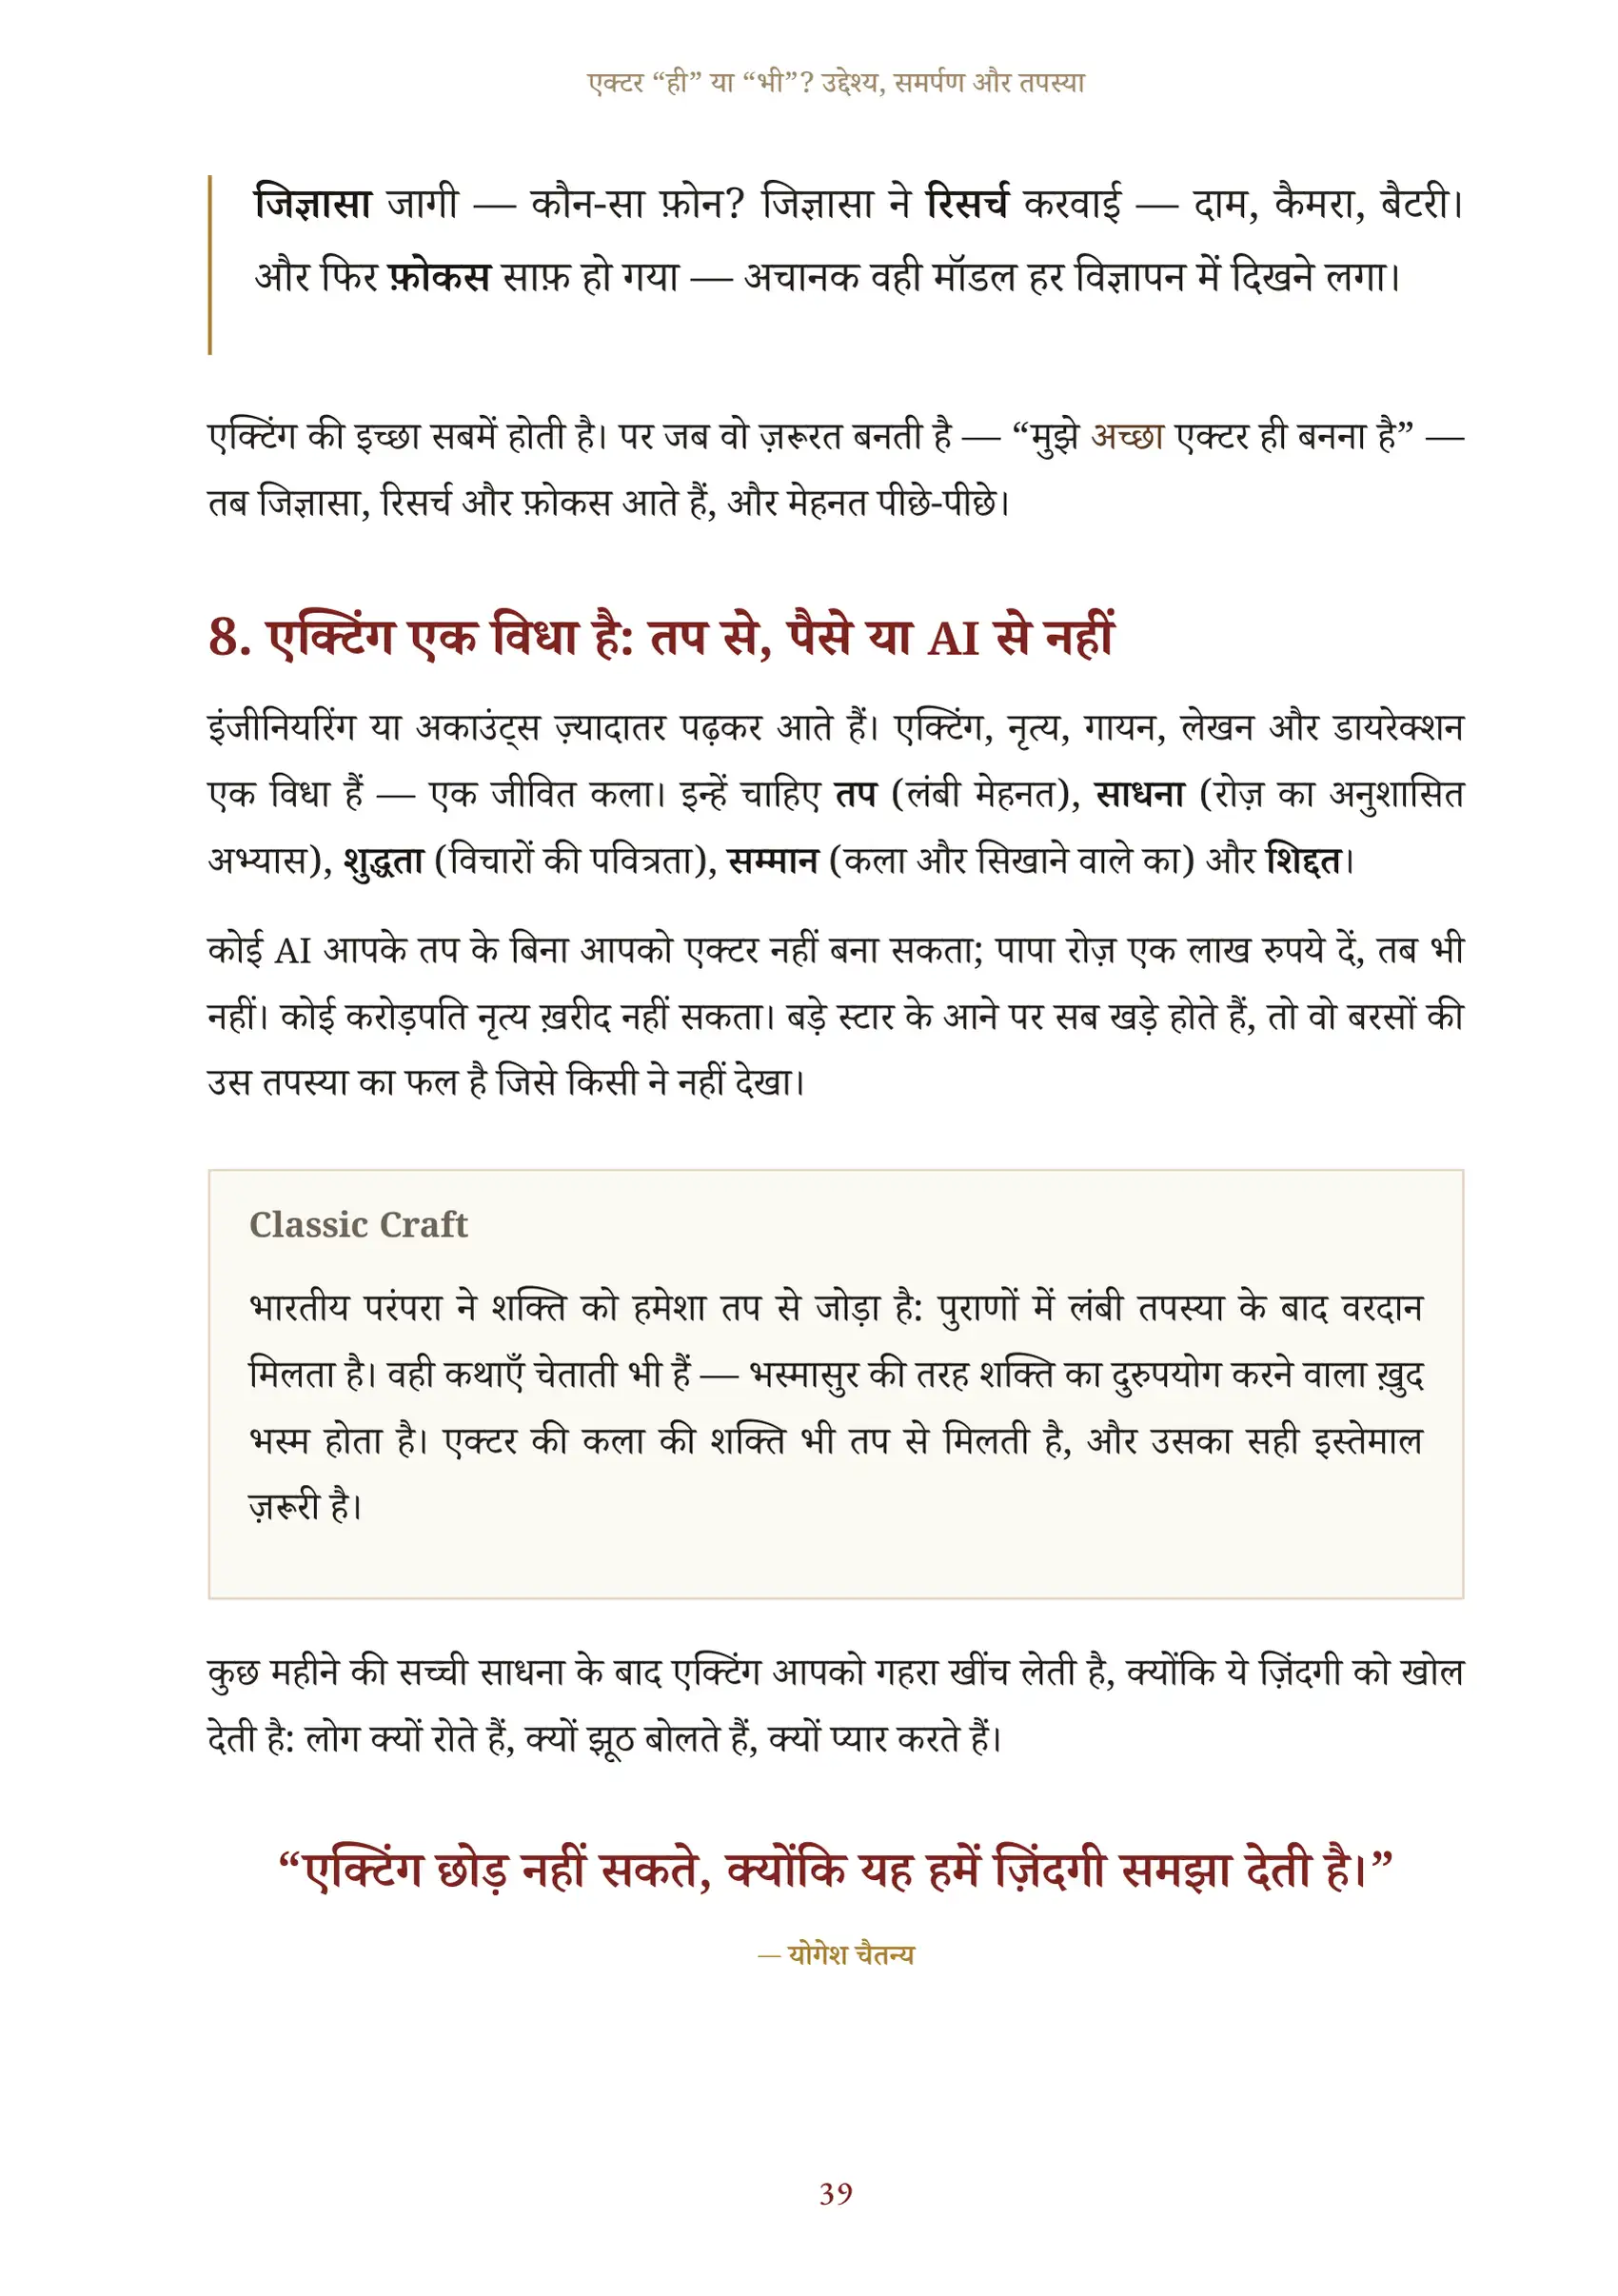 एक्टर “ही” या “भी”? उद्देश्य, समर्पण और तपस्या
जिज्ञासा जागी — कौन-सा फ़ोन? जिज्ञासा ने रिसर्च करवाई — दाम, कैमरा, बैटरी।
और फिर फ़ोकस साफ़ हो गया — अचानक वही मॉडल हर विज्ञापन में दिखने लगा।
एक्टिंग की इच्छा सबमें होती है। पर जब वो ज़रूरत बनती है — “मुझे अच्छा एक्टर ही बनना है” —
तब जिज्ञासा, रिसर्च और फ़ोकस आते हैं, और मेहनत पीछे-पीछे।
8. एक्टिंग एक विधा है: तप से, पैसे या AI से नहीं
इंजीनियरिंग या अकाउंट्स ज़्यादातर पढ़कर आते हैं। एक्टिंग, नृत्य, गायन, लेखन और डायरेक्शन
एक विधा हैं — एक जीवित कला। इन्हें चाहिए तप (लंबी मेहनत), साधना (रोज़ का अनुशासित
अभ्यास), शुद्धता (विचारों की पवित्रता), सम्मान (कला और सिखाने वाले का) और शिद्दत।
कोई AI आपके तप के बिना आपको एक्टर नहीं बना सकता; पापा रोज़ एक लाख रुपये दें, तब भी
नहीं। कोई करोड़पति नृत्य ख़रीद नहीं सकता। बड़े स्टार के आने पर सब खड़े होते हैं, तो वो बरसों की
उस तपस्या का फल है जिसे किसी ने नहीं देखा।
Classic Craft
भारतीय परंपरा ने शक्ति को हमेशा तप से जोड़ा है: पुराणों में लंबी तपस्या के बाद वरदान
मिलता है। वही कथाएँ चेताती भी हैं — भस्मासुर की तरह शक्ति का दुरुपयोग करने वाला ख़ुद
भस्म होता है। एक्टर की कला की शक्ति भी तप से मिलती है, और उसका सही इस्तेमाल
ज़रूरी है।
कुछ महीने की सच्ची साधना के बाद एक्टिंग आपको गहरा खींच लेती है, क्योंकि ये ज़िंदगी को खोल
देती है: लोग क्यों रोते हैं, क्यों झूठ बोलते हैं, क्यों प्यार करते हैं।
“एक्टिंग छोड़ नहीं सकते, क्योंकि यह हमें ज़िंदगी समझा देती है।”
— योगेश चैतन्य
39